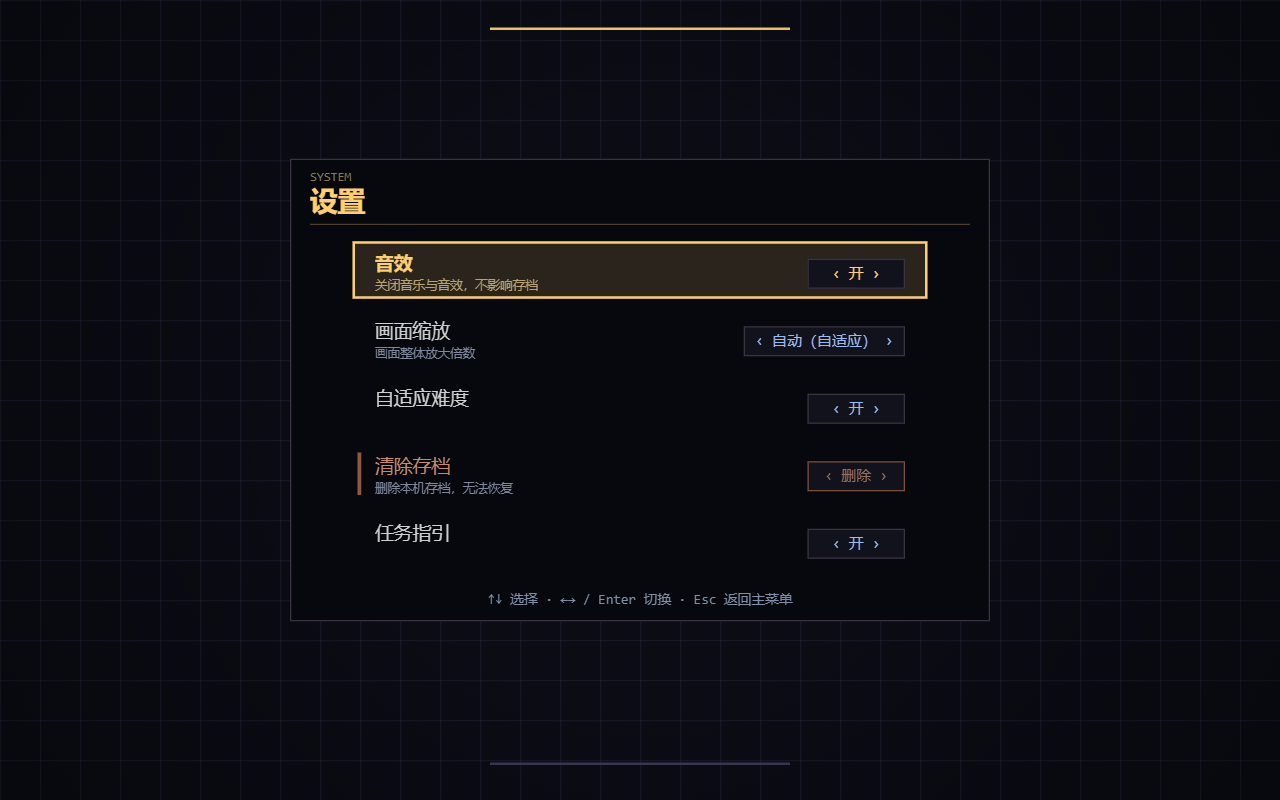 SYSTEM
设置
音效
关闭音乐与音效，不影响存档
‹ 开 ›
画面缩放
画面整体放大倍数
‹ 自动（自适应） ›
自适应难度
‹ 开 ›
清除存档
删除本机存档，无法恢复
‹ 删除 ›
任务指引
‹ 开 ›
↑↓ 选择 · ←→ / Enter 切换 · Esc 返回主菜单